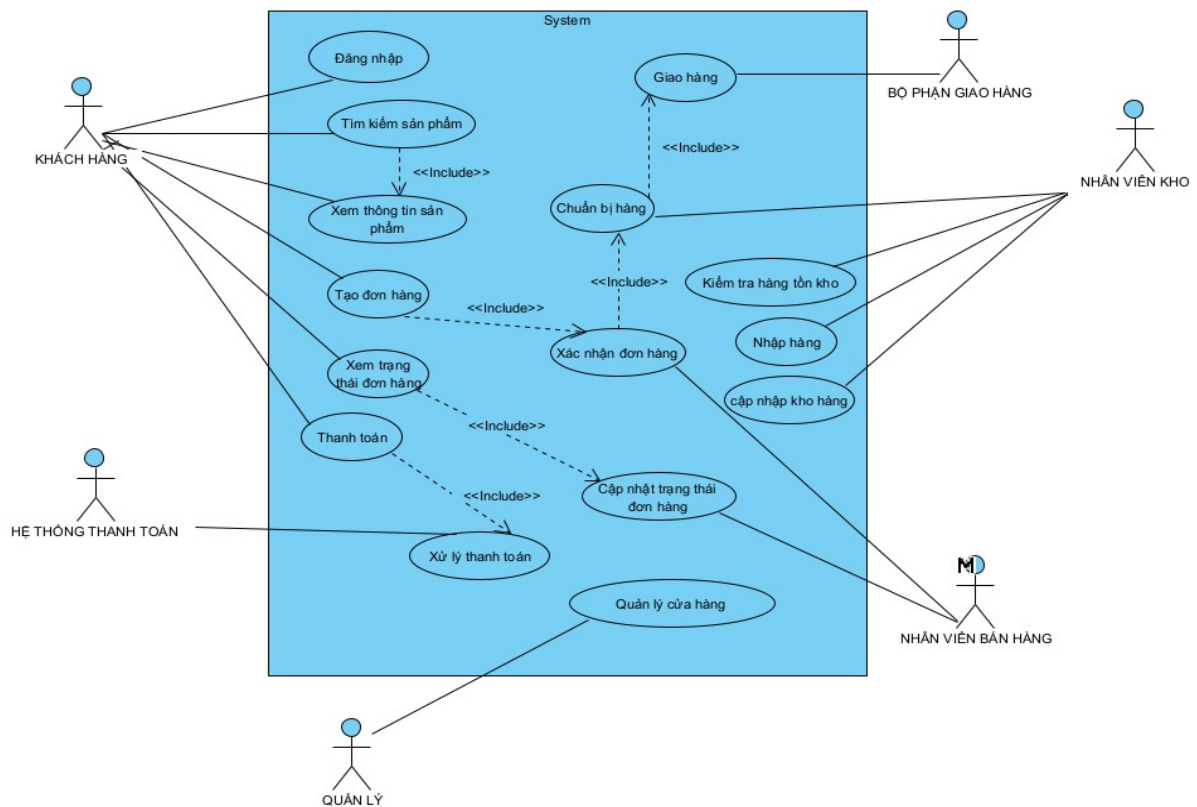 System
Đăng nhập
Giao hàng
BỘ PHẬN GIAO HÀNG
Tìm kiếm sản phẩm
KHÁCH HÀNG
<<Include>>
<<Include>>
NHÂN VIÊN KHO
Xem thông tin sản
phẩm
Chuẩn bị hàng
Tạo đơn hàng
<<Include>>
Kiểm tra hàng tồn kho
<<Include>>
Xác nhận đơn hàng
Nhập hàng
Xem trạng
thái đơn hàng
cập nhập kho hàng
Thanh toán
<<Include>>
<<Include>>
Cập nhật trạng thái
đơn hàng
HỆ THỐNG THANH TOÁN
Xử lý thanh toán
M
Quản lý cửa hàng
NHÂN VIÊN BÁN HÀNG
QUẢN LÝ